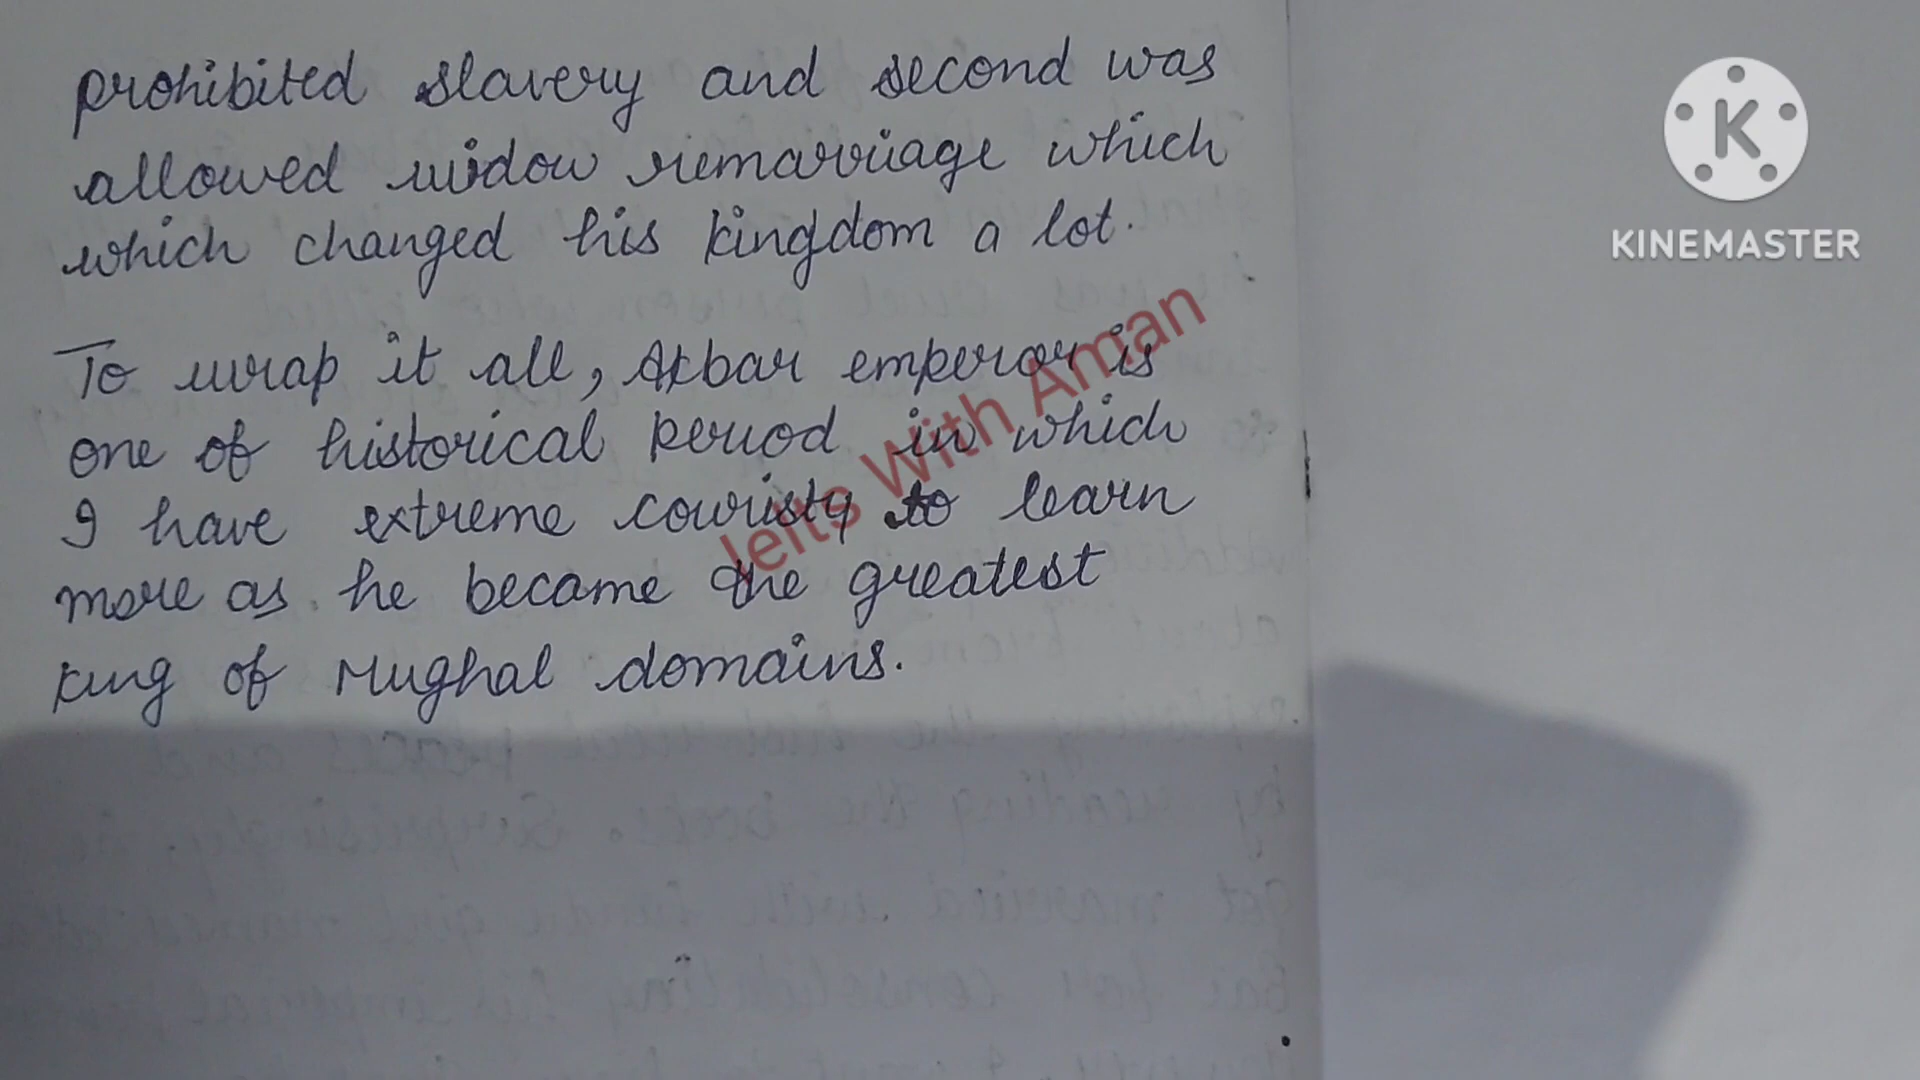 prohibited slavery and second was
allowed widow remarriage which
which changed his kingdom a lot.
To wrap it all, Akbar emperor is
one of historical period in which
I have extreme couristy to learn
more as he became the greatest
king of Mughal domains.
Ielts With Aman
K
KINEMASTER